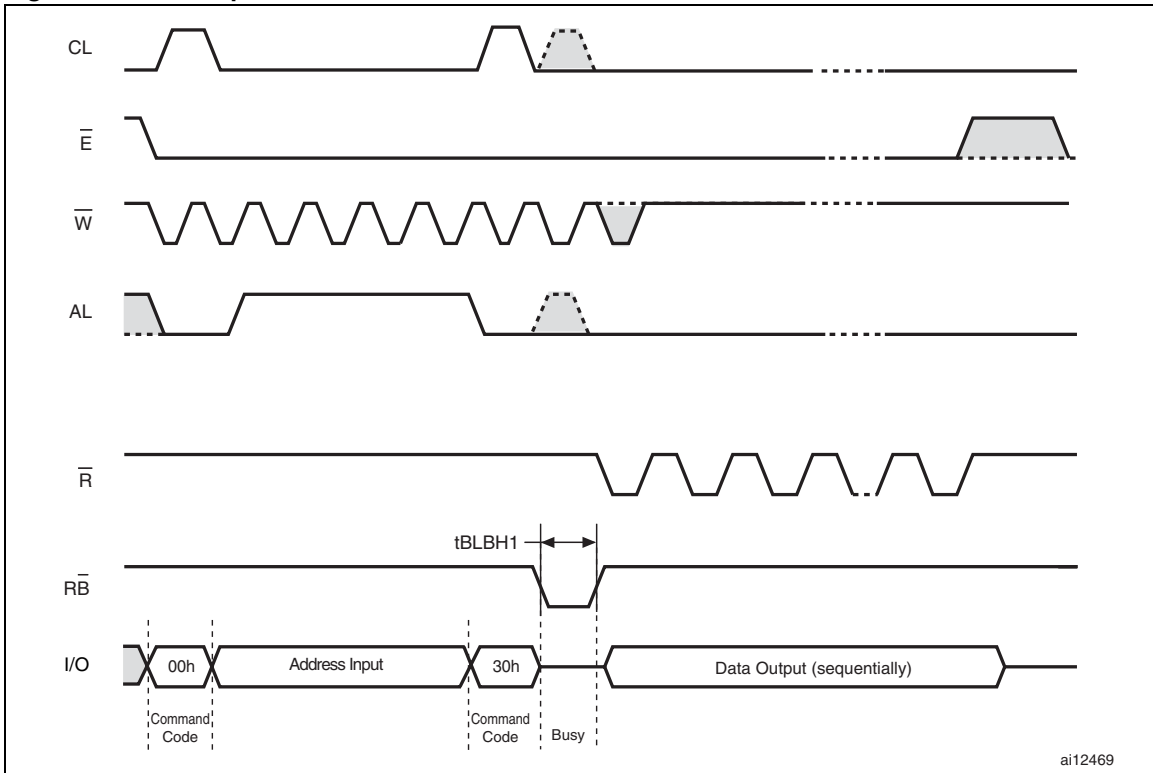 CL
E̅
W̅
AL
R̅
tBLBH1
RB̅
I/O
00h
Address Input
30h
Data Output (sequentially)
Command
Code
Command
Code
Busy
ai12469